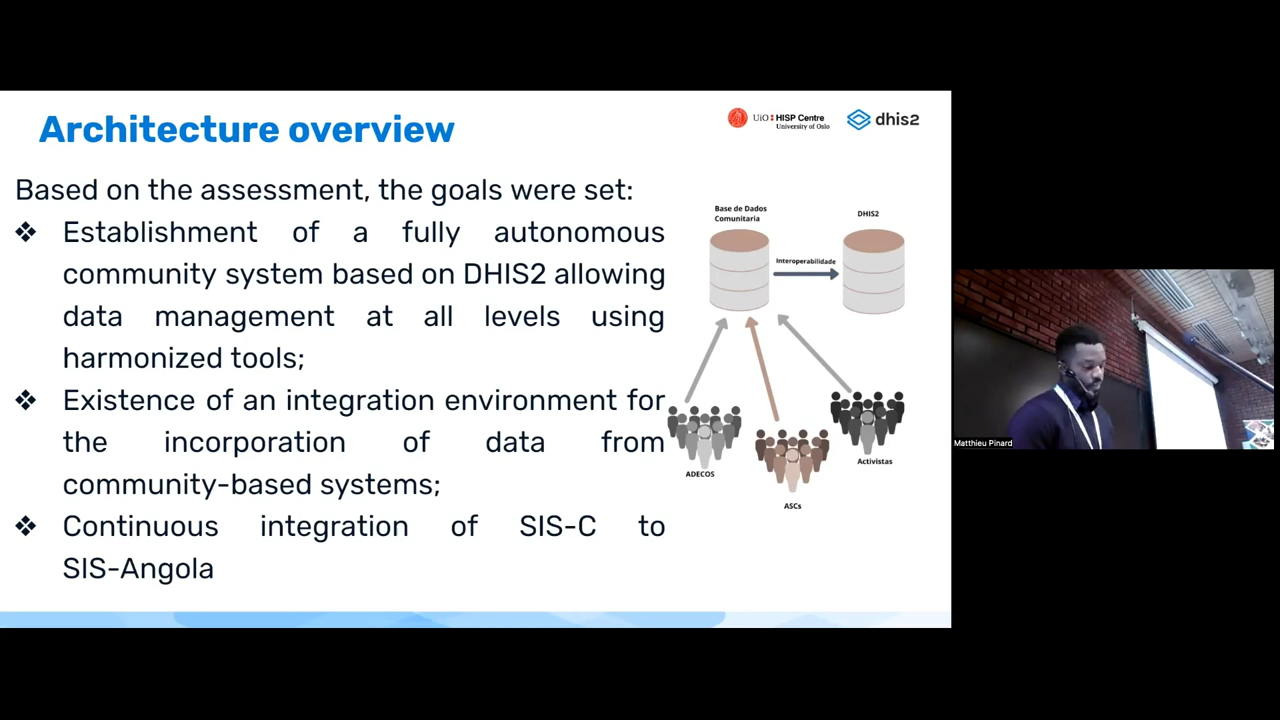 Architecture overview
UiO HISP Centre
University of Oslo
dhis2
Based on the assessment, the goals were set:
❖ Establishment of a fully autonomous
community system based on DHIS2 allowing
data management at all levels using
harmonized tools;
❖ Existence of an integration environment for
the incorporation of data from
community-based systems;
❖ Continuous integration of SIS-C to
SIS-Angola
Base de Dados
Comunitaria
DHIS2
Interoperabilidade
ADECOS
ASCs
Activistas
Matthieu Pinard